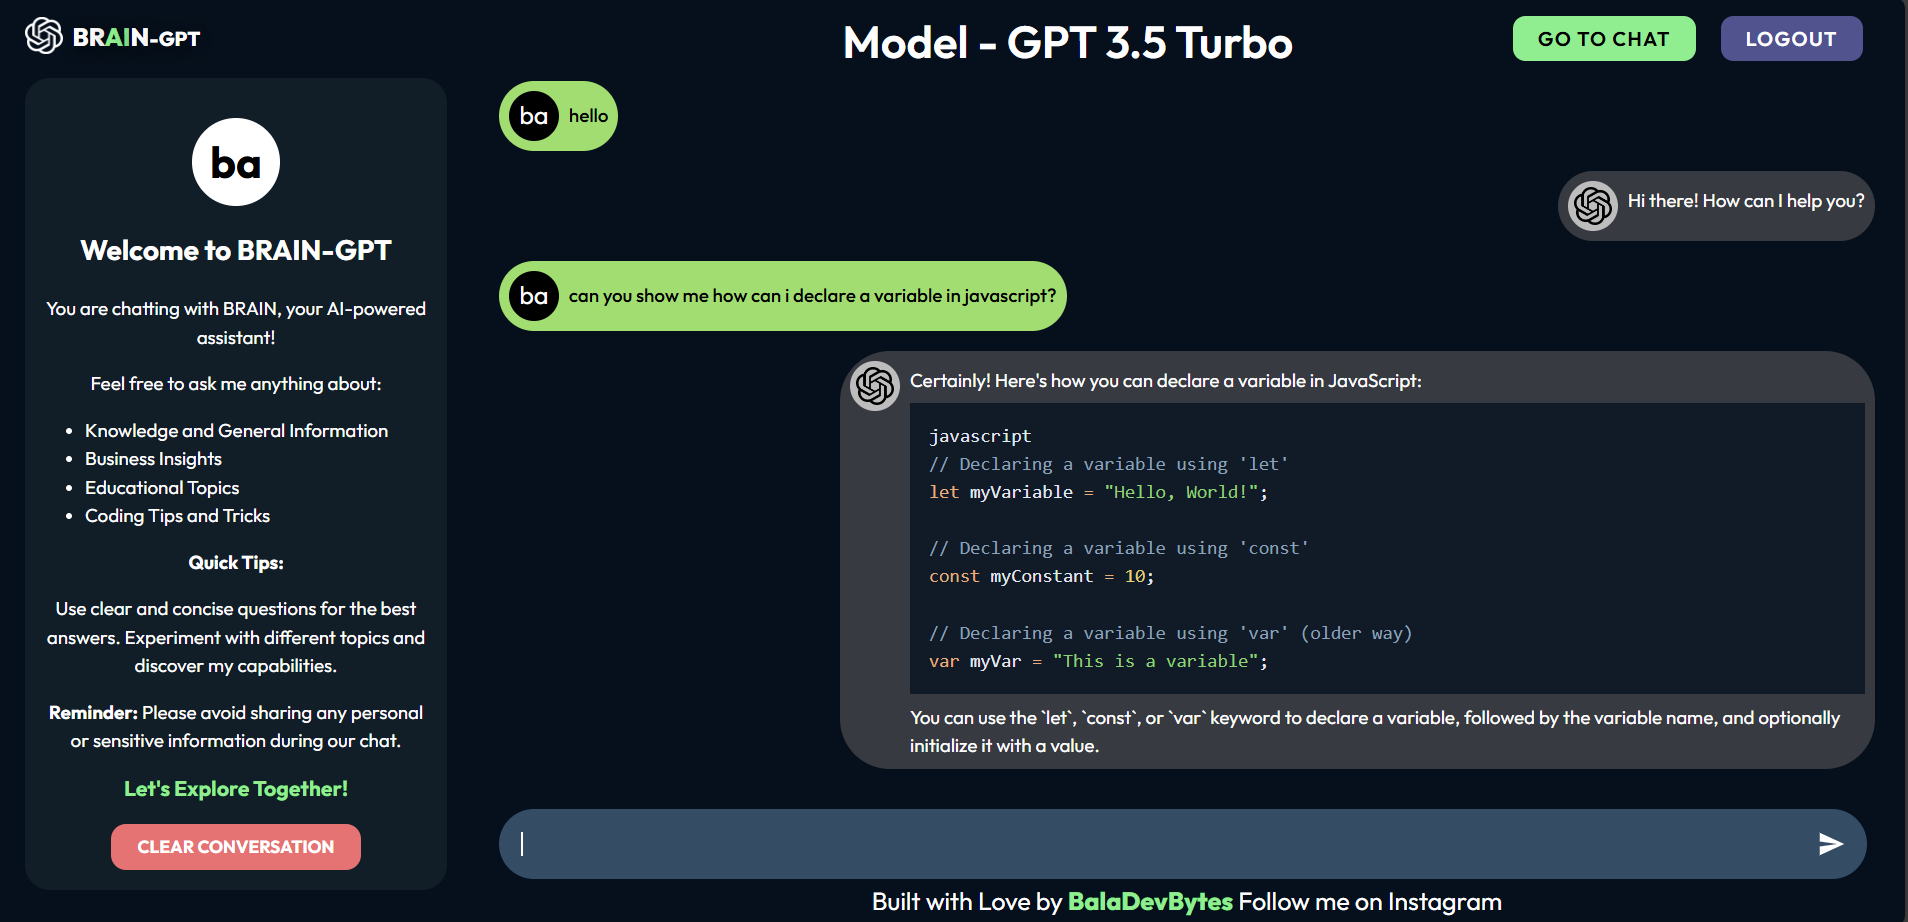 BRAIN-GPT
Model - GPT 3.5 Turbo
GO TO CHAT
LOGOUT
ba
Welcome to BRAIN-GPT
You are chatting with BRAIN, your AI-powered
assistant!
Feel free to ask me anything about:
• Knowledge and General Information
• Business Insights
• Educational Topics
• Coding Tips and Tricks
Quick Tips:
Use clear and concise questions for the best
answers. Experiment with different topics and
discover my capabilities.
Reminder: Please avoid sharing any personal
or sensitive information during our chat.
Let's Explore Together!
CLEAR CONVERSATION
ba hello
Hi there! How can I help you?
ba can you show me how can i declare a variable in javascript?
Certainly! Here's how you can declare a variable in JavaScript:
javascript
// Declaring a variable using 'let'
let myVariable = "Hello, World!";
// Declaring a variable using 'const'
const myConstant = 10;
// Declaring a variable using 'var' (older way)
var myVar = "This is a variable";
You can use the `let`, `const`, or `var` keyword to declare a variable, followed by the variable name, and optionally
initialize it with a value.
Built with Love by BalaDevBytes Follow me on Instagram